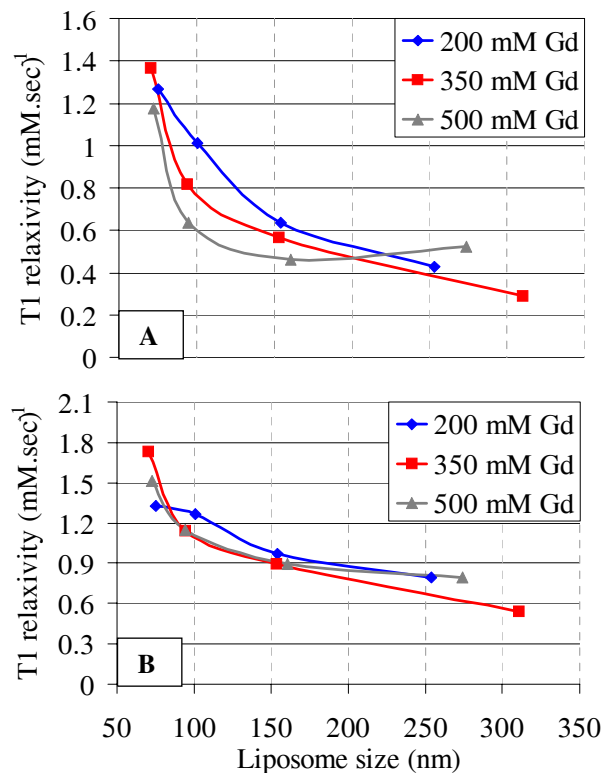 1.6
1.4
1.2
1
0.8
0.6
0.4
0.2
0
T1 relaxivity (mM.sec)¹
200 mM Gd
350 mM Gd
500 mM Gd
A
2.1
1.8
1.5
1.2
0.9
0.6
0.3
0
T1 relaxivity (mM.sec)¹
200 mM Gd
350 mM Gd
500 mM Gd
B
50 100 150 200 250 300 350
Liposome size (nm)